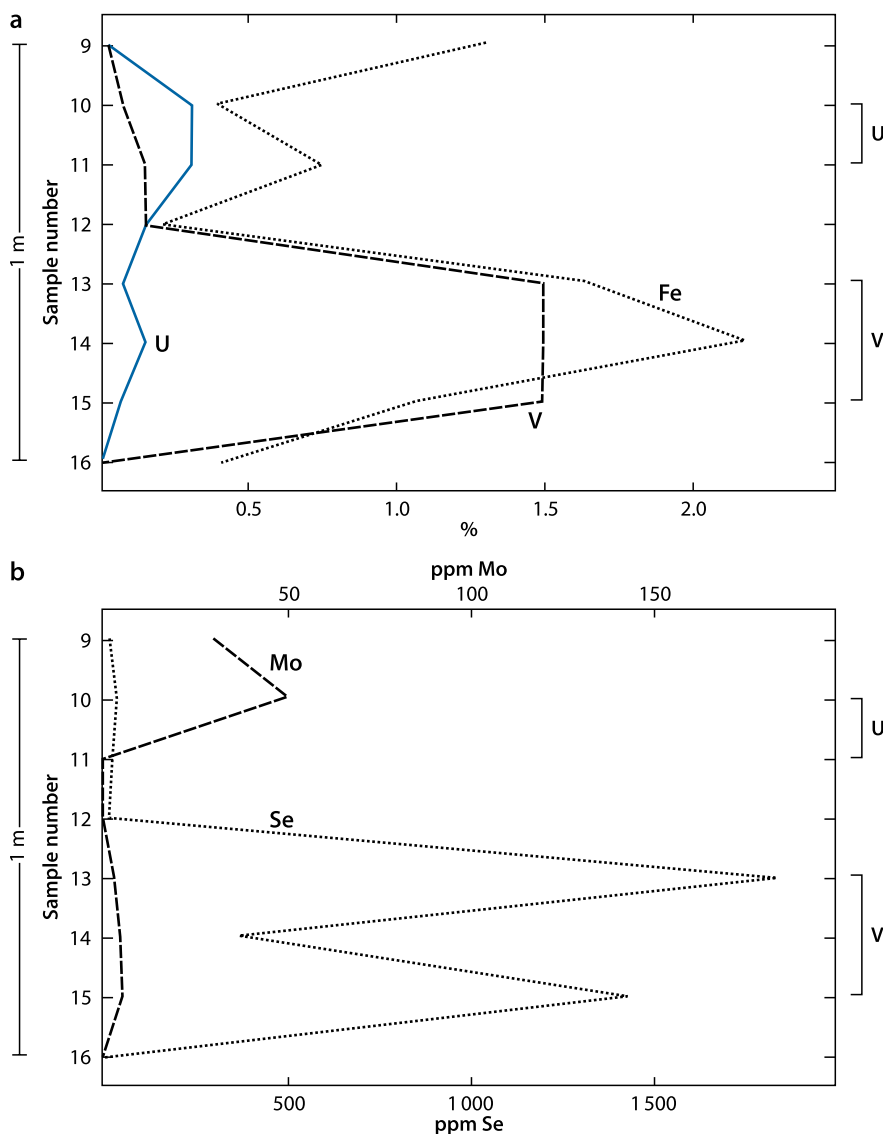 a
9
10
11
12
13
14
15
16
Sample number
1 m
U
V
Fe
U
V
0.5 1.0 1.5 2.0
%
b
ppm Mo
50 100 150
9
10
11
12
13
14
15
16
Sample number
1 m
Mo
Se
U
V
500 1 000 1 500
ppm Se